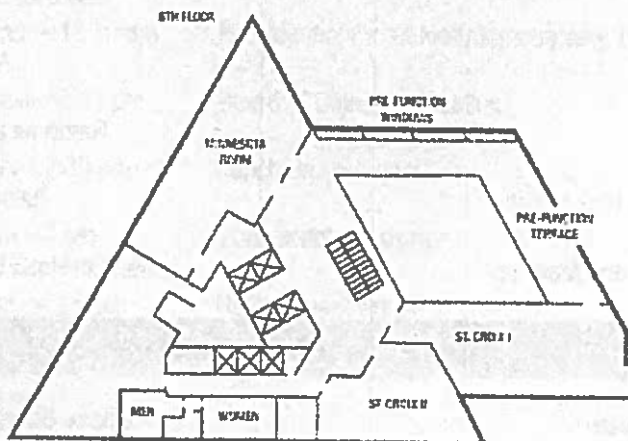 8TH FLOOR
PRE-FUNCTION
WINDOWS
MINNESOTA
ROOM
PRE-FUNCTION
TERRACE
ST. CROIX I
ST. CROIX II
MEN
WOMEN